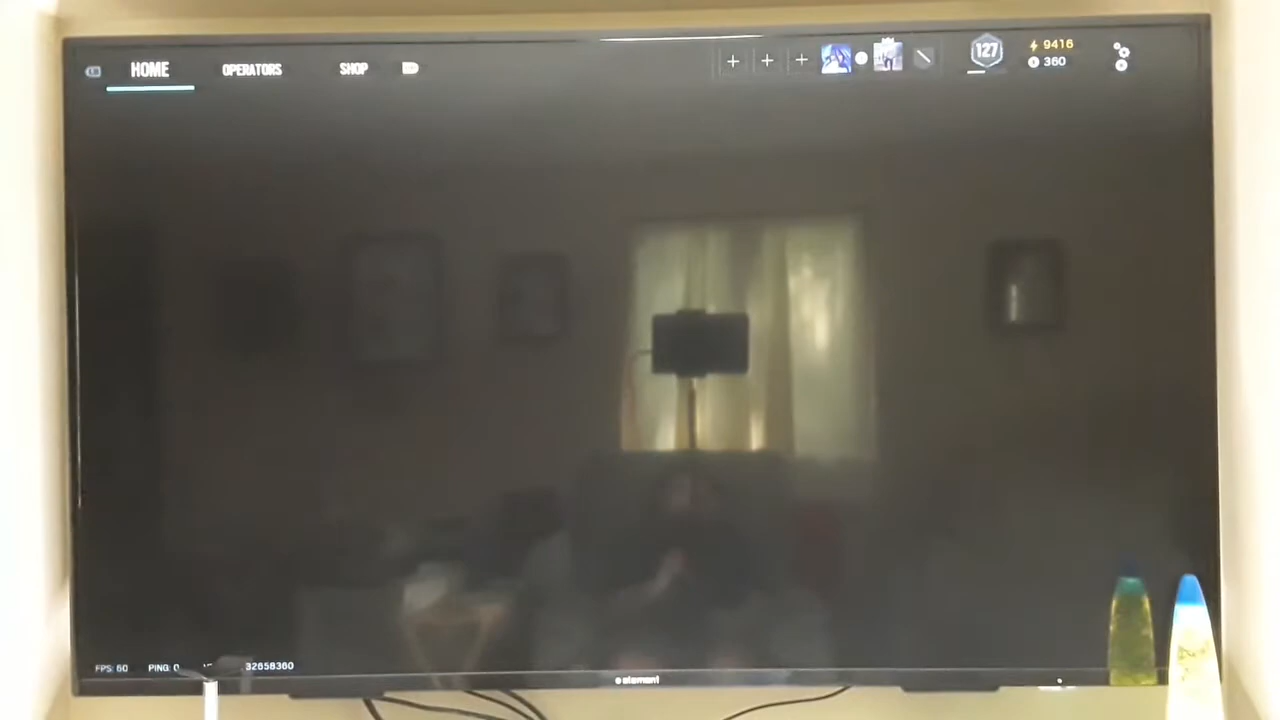 HOME OPERATORS SHOP
127
9416
360
FPS: 60 PING: 0 32658360
element